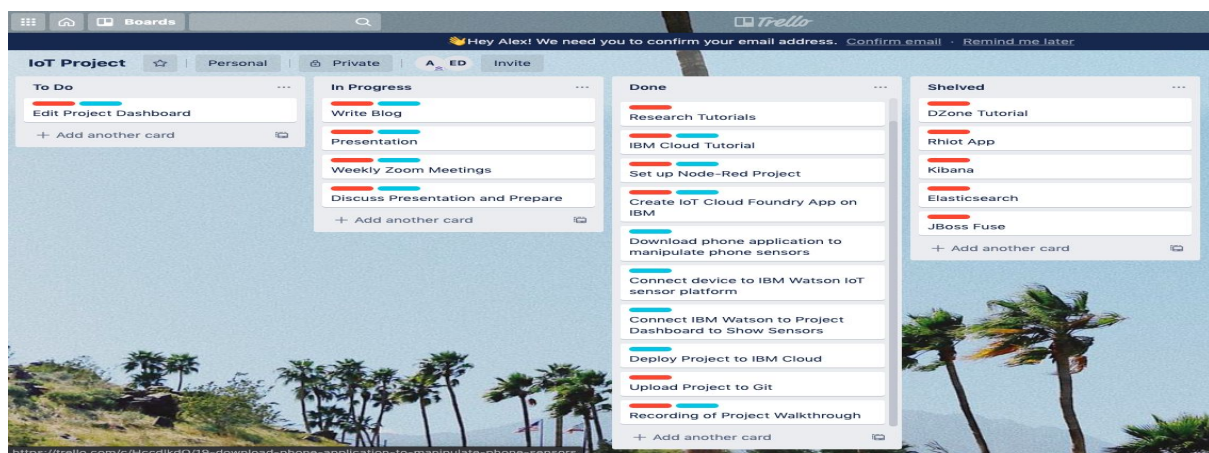 Boards
Trello
👋Hey Alex! We need you to confirm your email address. Confirm email · Remind me later
IoT Project
Personal
Private
A
ED
Invite
To Do
Edit Project Dashboard
+ Add another card
In Progress
Write Blog
Presentation
Weekly Zoom Meetings
Discuss Presentation and Prepare
+ Add another card
Done
Research Tutorials
IBM Cloud Tutorial
Set up Node-Red Project
Create IoT Cloud Foundry App on
IBM
Download phone application to
manipulate phone sensors
Connect device to IBM Watson IoT
sensor platform
Connect IBM Watson to Project
Dashboard to Show Sensors
Deploy Project to IBM Cloud
Upload Project to Git
Recording of Project Walkthrough
+ Add another card
Shelved
DZone Tutorial
Rhiot App
Kibana
Elasticsearch
JBoss Fuse
+ Add another card